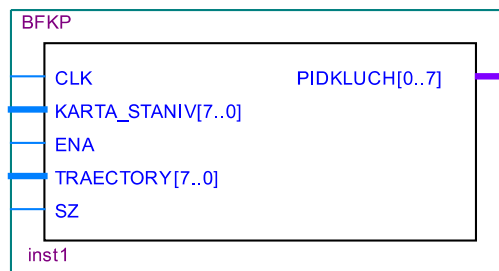 BFKP
CLK PIDKLUCH[0..7]
KARTA_STANIV[7..0]
ENA
TRAECTORY[7..0]
SZ
inst1